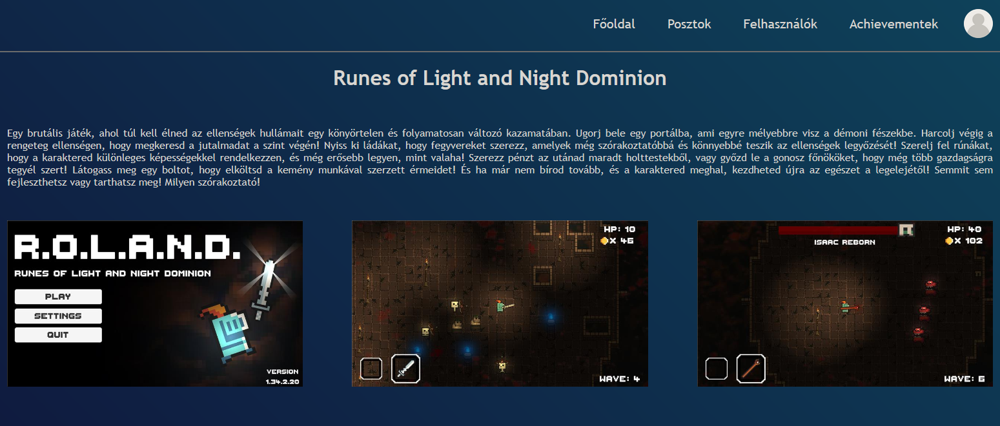 Főoldal Posztok Felhasználók Achievementek
Runes of Light and Night Dominion
Egy brutális játék, ahol túl kell élned az ellenségek hullámait egy könyörtelen és folyamatosan változó kazamatában. Ugorj bele egy portálba, ami egyre mélyebbre visz a démoni fészekbe. Harcolj végig a
rengeteg ellenségen, hogy megkeresd a jutalmadat a szint végén! Nyiss ki ládákat, hogy fegyvereket szerezz, amelyek még szórakoztatóbbá és könnyebbé teszik az ellenségek legyőzését! Szerelj fel rúnákat,
hogy a karaktered különleges képességekkel rendelkezzen, és még erősebb legyen, mint valaha! Szerezz pénzt az utánad maradt holttestekből, vagy győzd le a gonosz főnököket, hogy még több gazdagságra
tegyél szert! Látogass meg egy boltot, hogy elköltsd a kemény munkával szerzett érmeidet! És ha már nem bírod tovább, és a karaktered meghal, kezdheted újra az egészet a legelejétől! Semmit sem
fejleszthetsz vagy tarthatsz meg! Milyen szórakoztató!
R.O.L.A.N.D.
RUNES OF LIGHT AND NIGHT DOMINION
PLAY
SETTINGS
QUIT
VERSION
1.34.2.20
HP: 10
X 46
WAVE: 4
ISAAC REBORN
HP: 40
X 102
WAVE: 6